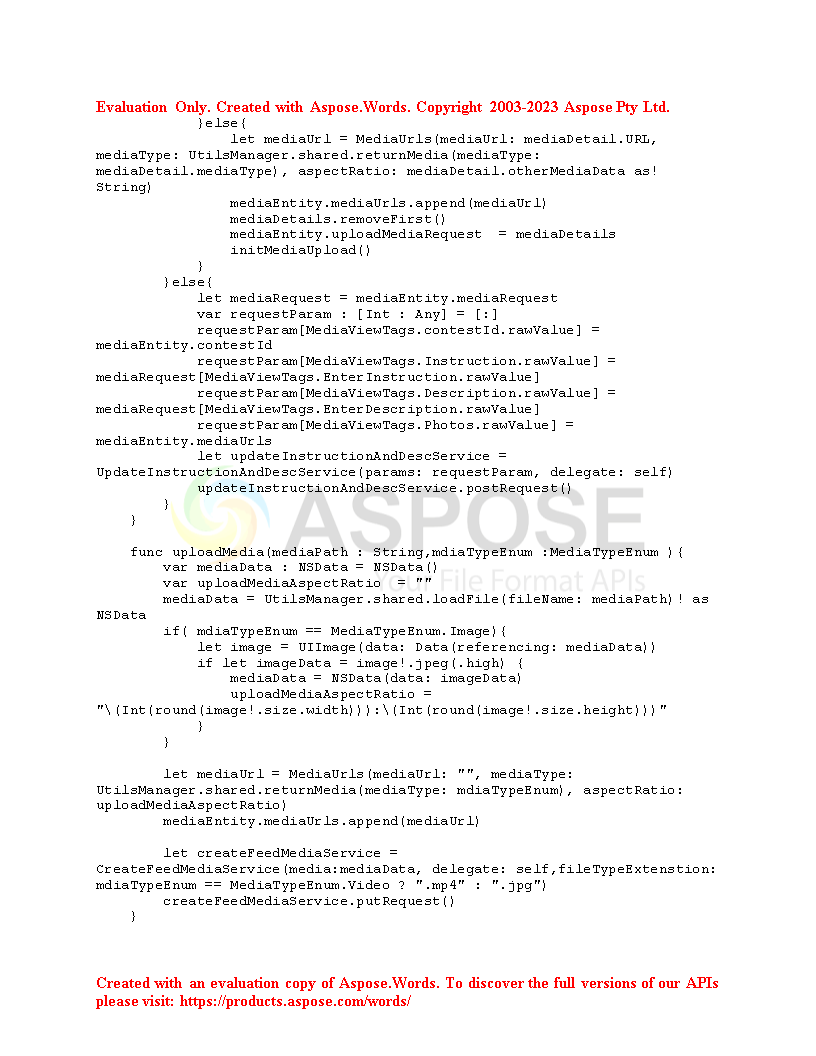 Evaluation Only. Created with Aspose.Words. Copyright 2003-2023 Aspose Pty Ltd.
            }else{
                let mediaUrl = MediaUrls(mediaUrl: mediaDetail.URL,
mediaType: UtilsManager.shared.returnMedia(mediaType:
mediaDetail.mediaType), aspectRatio: mediaDetail.otherMediaData as!
String)
                mediaEntity.mediaUrls.append(mediaUrl)
                mediaDetails.removeFirst()
                mediaEntity.uploadMediaRequest  = mediaDetails
                initMediaUpload()
            }
        }else{
            let mediaRequest = mediaEntity.mediaRequest
            var requestParam : [Int : Any] = [:]
            requestParam[MediaViewTags.contestId.rawValue] =
mediaEntity.contestId
            requestParam[MediaViewTags.Instruction.rawValue] =
mediaRequest[MediaViewTags.EnterInstruction.rawValue]
            requestParam[MediaViewTags.Description.rawValue] =
mediaRequest[MediaViewTags.EnterDescription.rawValue]
            requestParam[MediaViewTags.Photos.rawValue] =
mediaEntity.mediaUrls
            let updateInstructionAndDescService =
UpdateInstructionAndDescService(params: requestParam, delegate: self)
            updateInstructionAndDescService.postRequest()
        }
    }
ASPOSE
Your File Format APIs
    func uploadMedia(mediaPath : String,mdiaTypeEnum :MediaTypeEnum ){
        var mediaData : NSData = NSData()
        var uploadMediaAspectRatio  = ""
        mediaData = UtilsManager.shared.loadFile(fileName: mediaPath)! as
NSData
        if( mdiaTypeEnum == MediaTypeEnum.Image){
            let image = UIImage(data: Data(referencing: mediaData))
            if let imageData = image!.jpeg(.high) {
                mediaData = NSData(data: imageData)
                uploadMediaAspectRatio =
"\(Int(round(image!.size.width))):\(Int(round(image!.size.height)))"
            }
        }
        let mediaUrl = MediaUrls(mediaUrl: "", mediaType:
UtilsManager.shared.returnMedia(mediaType: mdiaTypeEnum), aspectRatio:
uploadMediaAspectRatio)
        mediaEntity.mediaUrls.append(mediaUrl)
        let createFeedMediaService =
CreateFeedMediaService(media:mediaData, delegate: self,fileTypeExtenstion:
mdiaTypeEnum == MediaTypeEnum.Video ? ".mp4" : ".jpg")
        createFeedMediaService.putRequest()
    }
Created with an evaluation copy of Aspose.Words. To discover the full versions of our APIs
please visit: https://products.aspose.com/words/